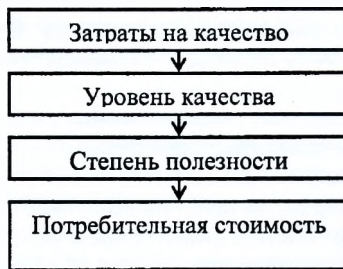 Затраты на качество
Уровень качества
Степень полезности
Потребительная стоимость